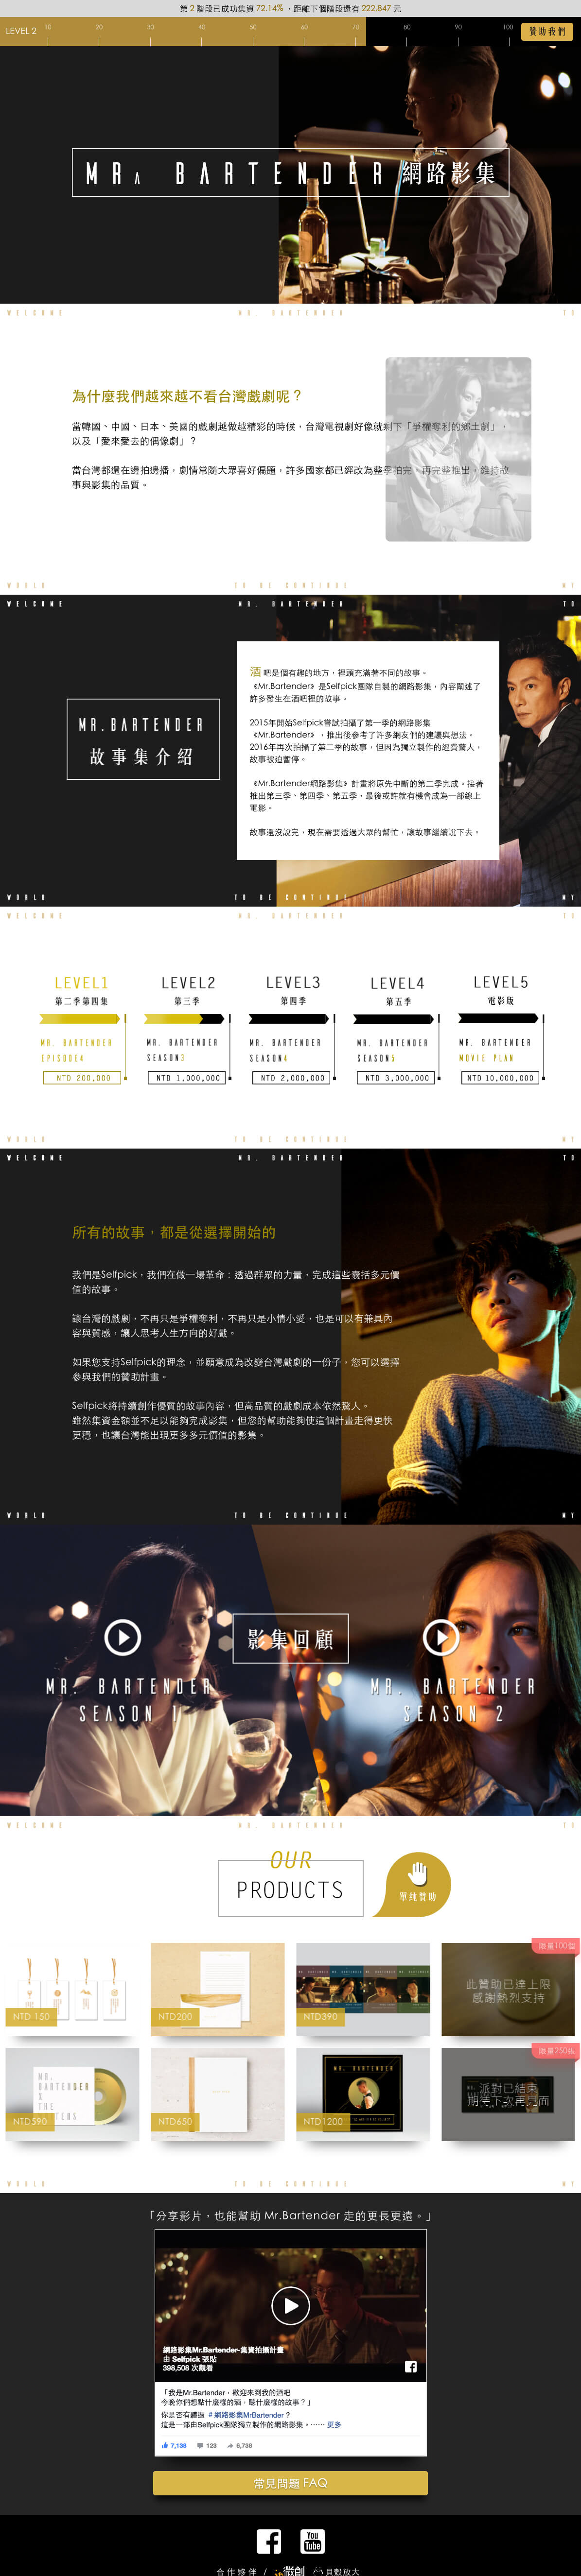 第 2 階段已成功集資 72.14% ，距離下個階段還有 222,847 元
LEVEL 2
10 20 30 40 50 60 70 80 90 100
贊助我們
MR. BARTENDER 網路影集
WELCOME MR. BARTENDER TO
為什麼我們越來越不看台灣戲劇呢？
當韓國、中國、日本、美國的戲劇越做越精彩的時候，台灣電視劇好像就剩下「爭權奪利的鄉土劇」，
以及「愛來愛去的偶像劇」？
當台灣都還在邊拍邊播，劇情常隨大眾喜好偏題，許多國家都已經改為整季拍完，再完整推出，維持故
事與影集的品質。
WORLD TO BE CONTINUE MY
WELCOME MR. BARTENDER TO
MR.BARTENDER
故事集介紹
酒吧是個有趣的地方，裡頭充滿著不同的故事。
《Mr.Bartender》是Selfpick團隊自製的網路影集，內容闡述了
許多發生在酒吧裡的故事。
2015年開始Selfpick嘗試拍攝了第一季的網路影集
《Mr.Bartender》，推出後參考了許多網友們的建議與想法。
2016年再次拍攝了第二季的故事，但因為獨立製作的經費驚人，
故事被迫暫停。
《Mr.Bartender網路影集》計畫將原先中斷的第二季完成。接著
推出第三季、第四季、第五季，最後或許就有機會成為一部線上
電影。
故事還沒說完，現在需要透過大眾的幫忙，讓故事繼續說下去。
WORLD TO BE CONTINUE MY
WELCOME MR. BARTENDER TO
LEVEL1
第二季第四集
MR. BARTENDER
EPISODE4
NTD 200,000
LEVEL2
第三季
MR. BARTENDER
SEASON3
NTD 1,000,000
LEVEL3
第四季
MR. BARTENDER
SEASON4
NTD 2,000,000
LEVEL4
第五季
MR. BARTENDER
SEASON5
NTD 3,000,000
LEVEL5
電影版
MR. BARTENDER
MOVIE PLAN
NTD 10,000,000
WORLD TO BE CONTINUE MY
WELCOME MR. BARTENDER TO
所有的故事，都是從選擇開始的
我們是Selfpick，我們在做一場革命：透過群眾的力量，完成這些囊括多元價
值的故事。
讓台灣的戲劇，不再只是爭權奪利，不再只是小情小愛，也是可以有兼具內
容與質感，讓人思考人生方向的好戲。
如果您支持Selfpick的理念，並願意成為改變台灣戲劇的一份子，您可以選擇
參與我們的贊助計畫。
Selfpick將持續創作優質的故事內容，但高品質的戲劇成本依然驚人。
雖然集資金額並不足以能夠完成影集，但您的幫助能夠使這個計畫走得更快
更穩，也讓台灣能出現更多多元價值的影集。
WORLD TO BE CONTINUE MY
影集回顧
MR. BARTENDER
SEASON 1
MR. BARTENDER
SEASON 2
WELCOME MR. BARTENDER TO
OUR
PRODUCTS
單純贊助
NTD 150
NTD200
NTD390
限量100個
此贊助已達上限
感謝熱烈支持
NTD590
NTD650
MR. BARTENDER
NTD1200
限量250張
派對已結束
期待下次再見面
WORLD TO BE CONTINUE MY
「分享影片，也能幫助 Mr.Bartender 走的更長更遠。」
網路影集Mr.Bartender-集資拍攝計畫
由 Selfpick 張貼
398,508 次觀看
「我是Mr.Bartender，歡迎來到我的酒吧
今晚你們想點什麼樣的酒，聽什麼樣的故事？」
你是否有聽過 #網路影集MrBartender？
這是一部由Selfpick團隊獨立製作的網路影集。⋯⋯ 更多
7,138 123 6,738
常見問題 FAQ
You Tube
合作夥伴 / 微創 貝殼放大